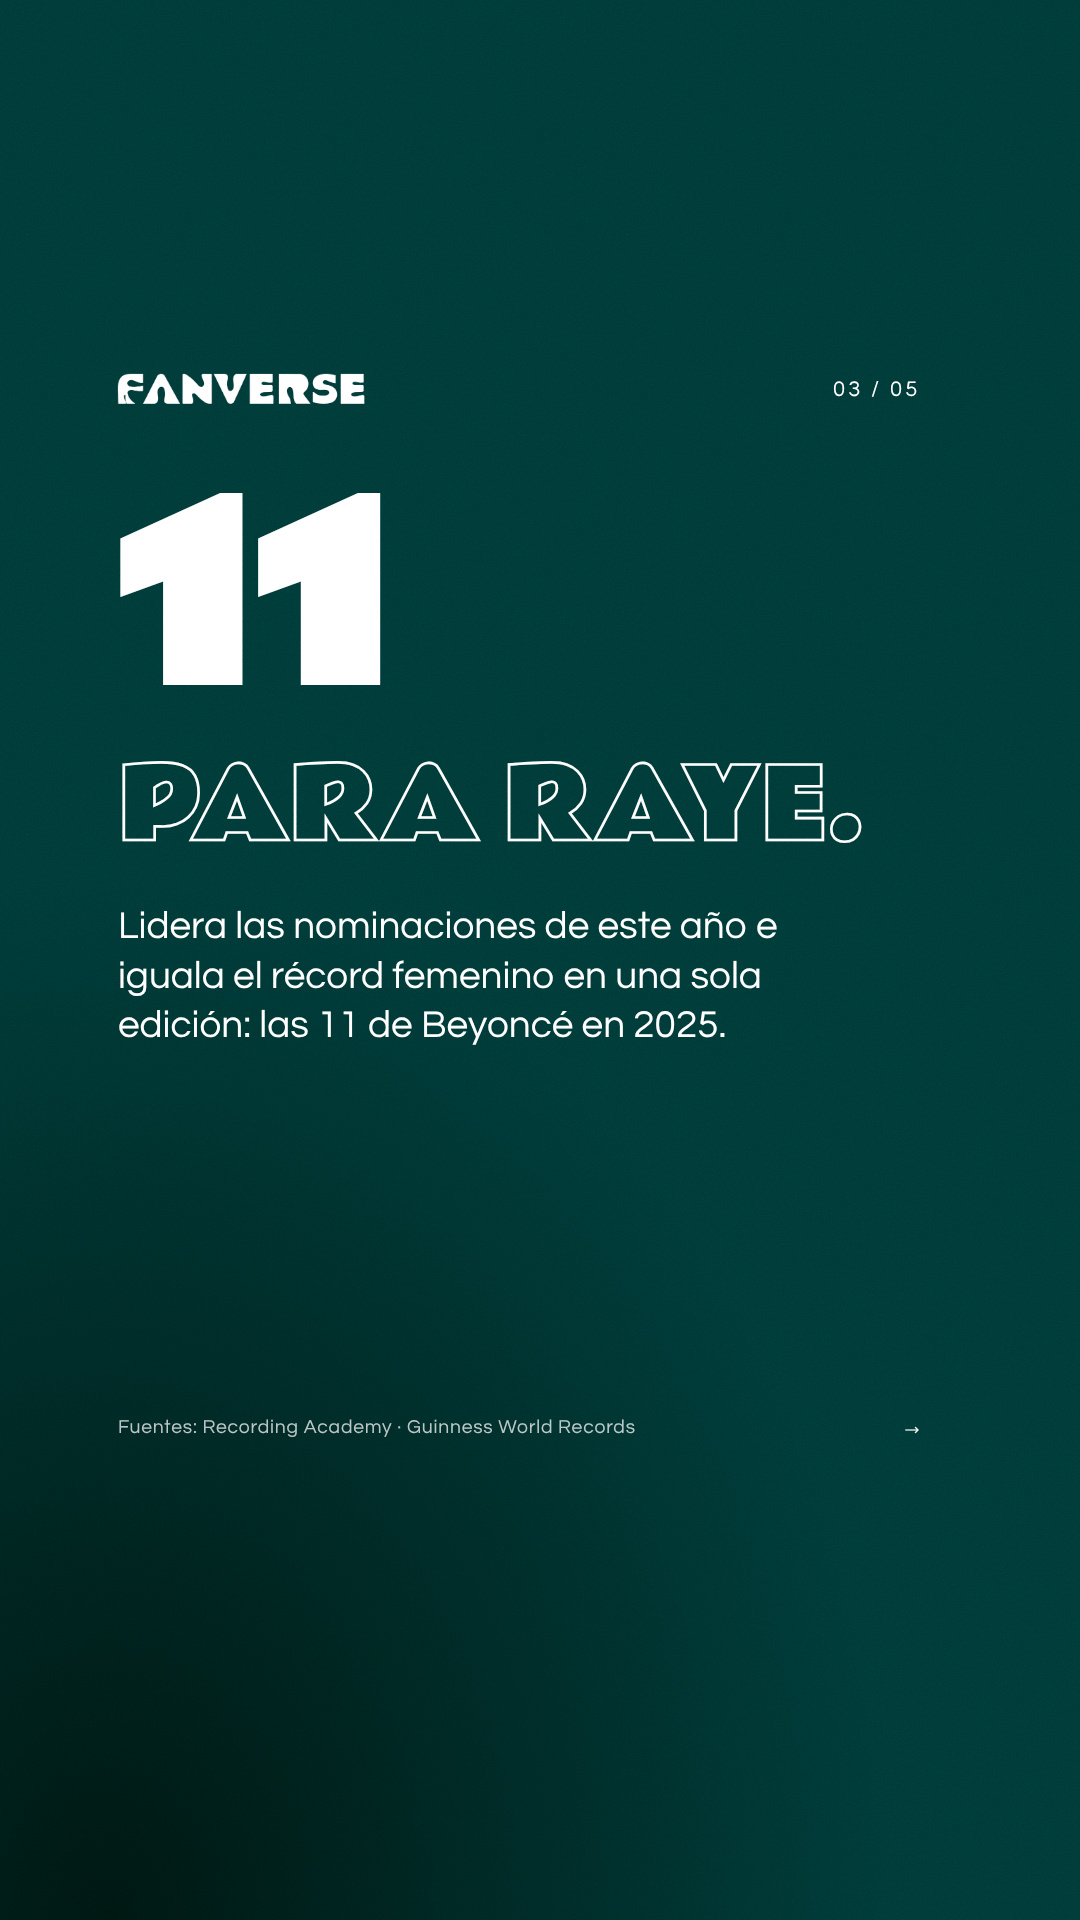 FANVERSE
03 / 05
11
PARA RAYE.
Lidera las nominaciones de este año e
iguala el récord femenino en una sola
edición: las 11 de Beyoncé en 2025.
Fuentes: Recording Academy · Guinness World Records
→